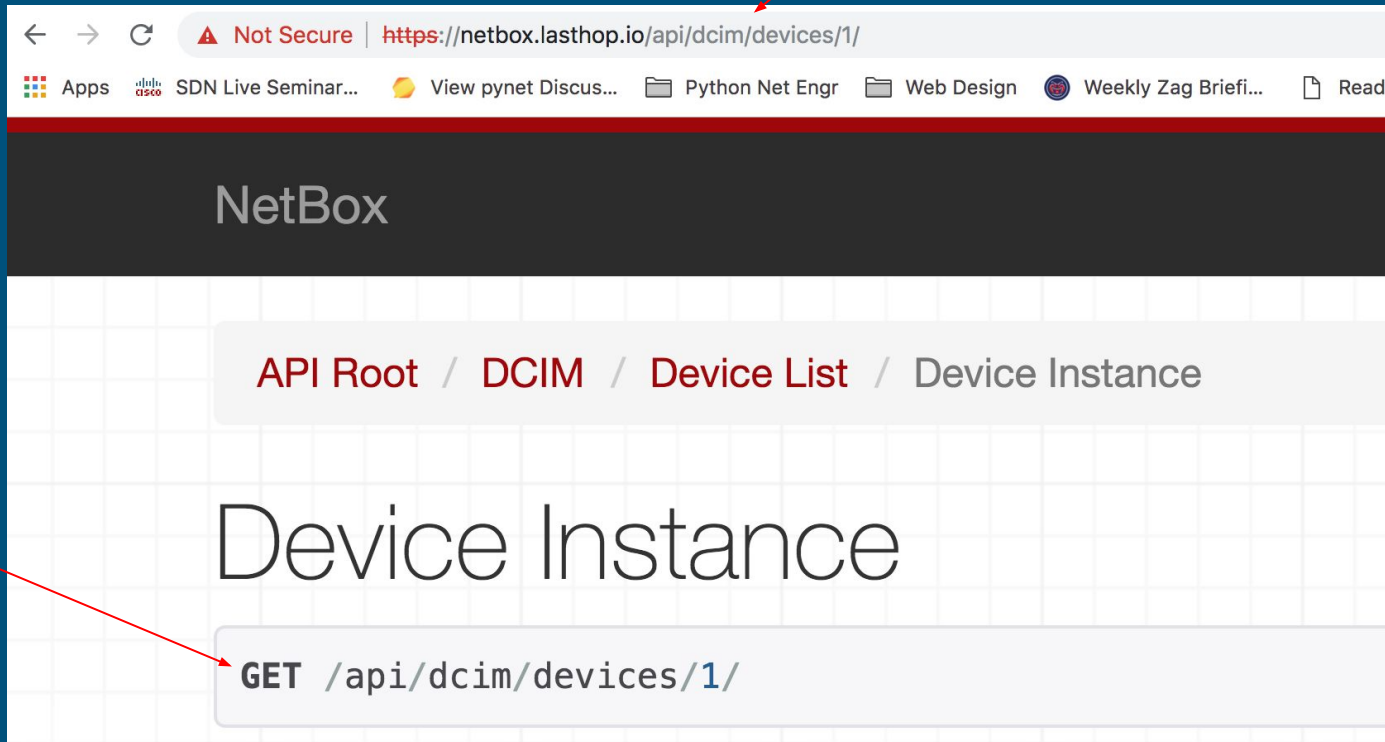 Not Secure | https://netbox.lasthop.io/api/dcim/devices/1/
Apps SDN Live Seminar... View pynet Discus... Python Net Engr Web Design Weekly Zag Briefi... Read
NetBox
API Root / DCIM / Device List / Device Instance
Device Instance
GET /api/dcim/devices/1/